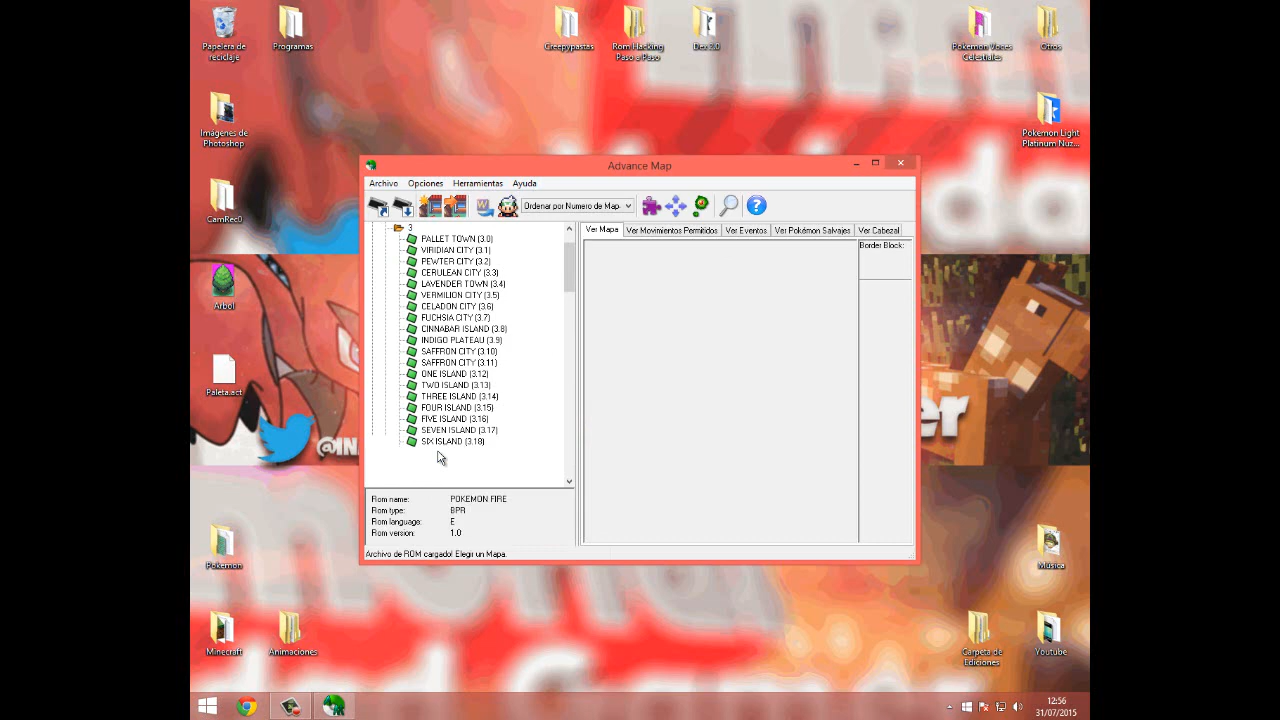 Papelera de
reciclaje
Programas
Creepypastas
Rom Hacking
Paso a Paso
Dex 2.0
Pokemon Voces
Celestiales
Otros
Imagenes de
Photoshop
Pokemon Light
Platinum Nuz...
CamRec0
Arbol
Paleta.act
Pokemon
Minecraft
Animaciones
Musica
Carpeta de
Ediciones
Youtube
Advance Map
Archivo Opciones Herramientas Ayuda
Ordenar por Numero de Map
3
PALLET TOWN (3.0)
VIRIDIAN CITY (3.1)
PEWTER CITY (3.2)
CERULEAN CITY (3.3)
LAVENDER TOWN (3.4)
VERMILION CITY (3.5)
CELADON CITY (3.6)
FUCHSIA CITY (3.7)
CINNABAR ISLAND (3.8)
INDIGO PLATEAU (3.9)
SAFFRON CITY (3.10)
SAFFRON CITY (3.11)
ONE ISLAND (3.12)
TWO ISLAND (3.13)
THREE ISLAND (3.14)
FOUR ISLAND (3.15)
FIVE ISLAND (3.16)
SEVEN ISLAND (3.17)
SIX ISLAND (3.18)
Ver Mapa Ver Movimientos Permitidos Ver Eventos Ver Pokémon Salvajes Ver Cabezal
Border Block:
Rom name: POKEMON FIRE
Rom type: BPR
Rom language: E
Rom version: 1.0
Archivo de ROM cargado! Elegir un Mapa.
12:56
31/07/2015